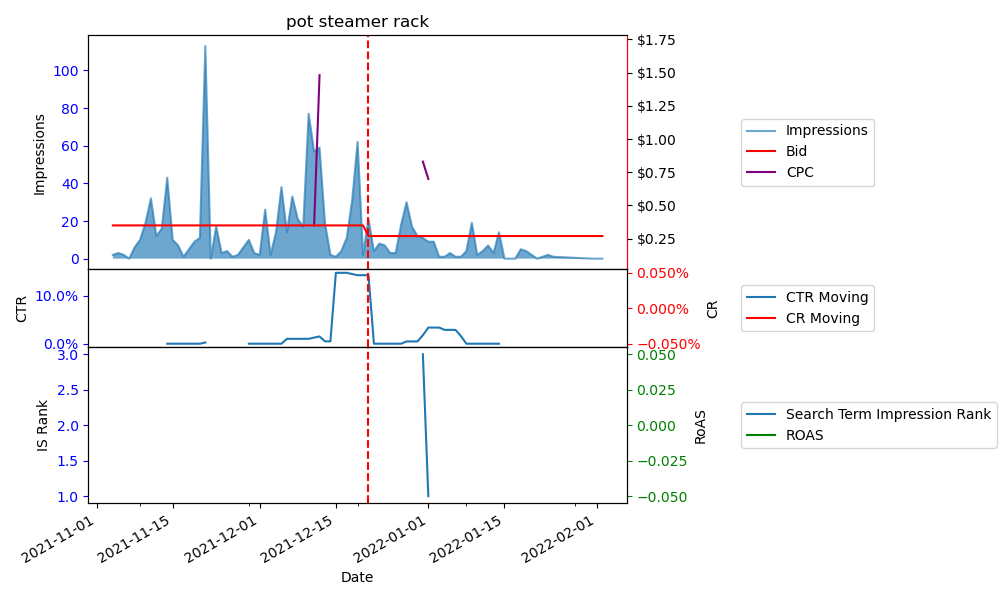 pot steamer rack
Impressions
100
80
60
40
20
0
$1.75
$1.50
$1.25
$1.00
$0.75
$0.50
$0.25
Impressions
Bid
CPC
CTR
10.0%
0.0%
0.050%
0.000%
−0.050%
CR
CTR Moving
CR Moving
IS Rank
3.0
2.5
2.0
1.5
1.0
0.050
0.025
0.000
−0.025
−0.050
RoAS
Search Term Impression Rank
ROAS
2021-11-01
2021-11-15
2021-12-01
2021-12-15
2022-01-01
2022-01-15
2022-02-01
Date